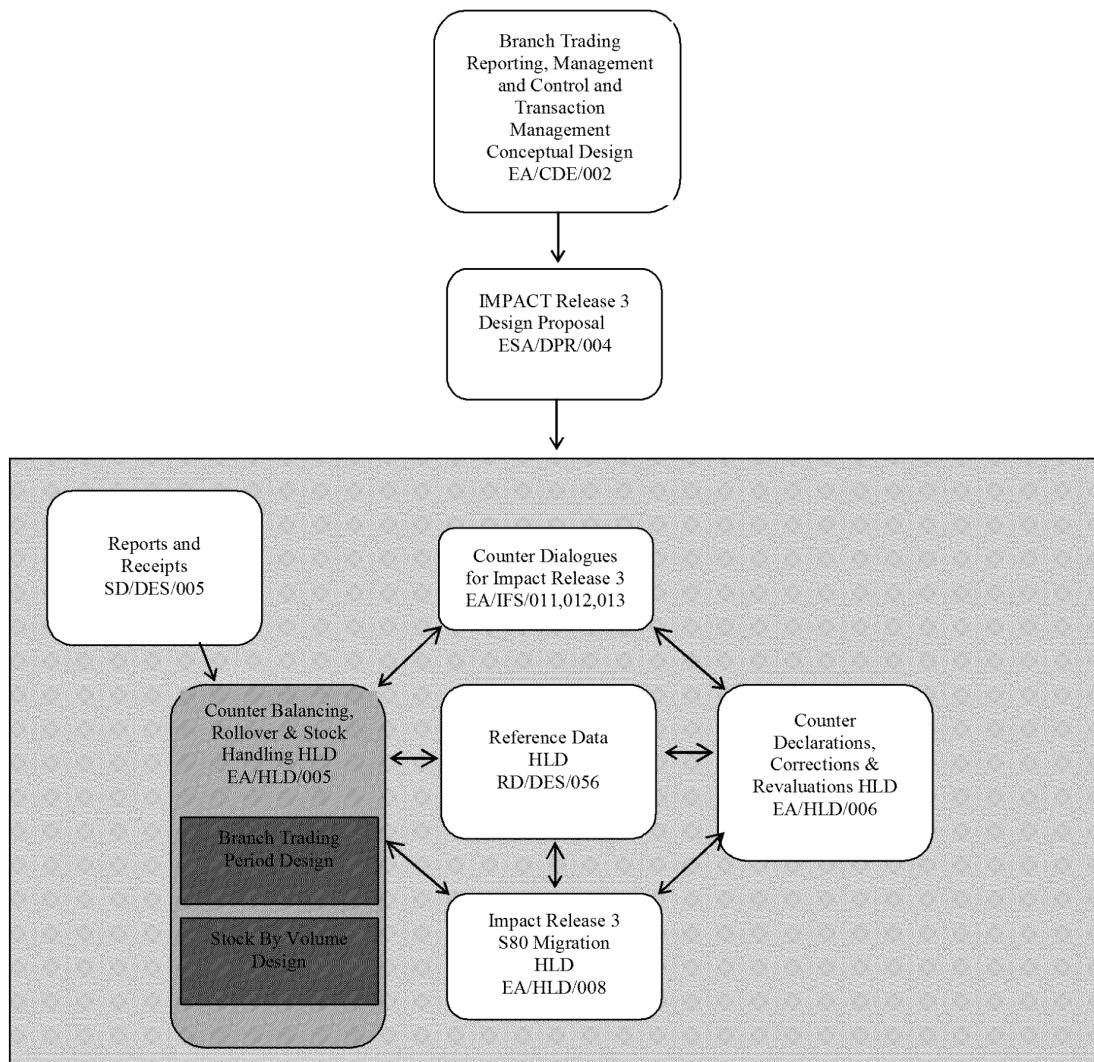 Branch Trading
Reporting, Management
and Control and
Transaction
Management
Conceptual Design
EA/CDE/002
IMPACT Release 3
Design Proposal
ESA/DPR/004
Reports and
Receipts
SD/DES/005
Counter Dialogues
for Impact Release 3
EA/IFS/011,012,013
Counter Balancing,
Rollover & Stock
Handling HLD
EA/HLD/005
Branch Trading
Period Design
Stock By Volume
Design
Reference Data
HLD
RD/DES/056
Counter
Declarations,
Corrections &
Revaluations HLD
EA/HLD/006
Impact Release 3
S80 Migration
HLD
EA/HLD/008